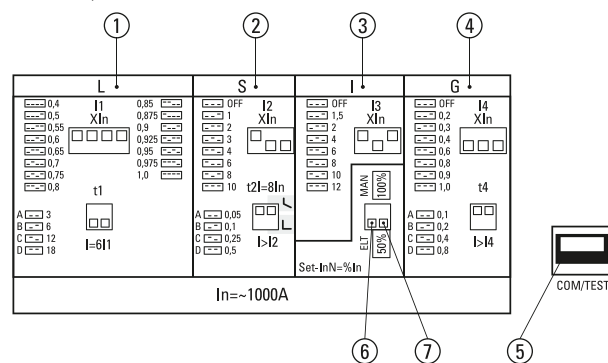 1
2
3
4
L
S
I
G
0,4
0,5
0,55
0,6
0,65
0,7
0,75
0,8
I1
XIn
0,85
0,875
0,9
0,925
0,95
0,975
1,0
t1
A 3
B 6
C 12
D 18
I=6I1
OFF
1
2
3
4
6
8
10
I2
XIn
t2I=8In
A 0,05
B 0,1
C 0,25
D 0,5
I>I2
OFF
1,5
2
4
6
8
10
12
I3
XIn
MAN
100%
ELT
50%
Set-InN=%In
OFF
0,2
0,3
0,4
0,6
0,8
0,9
1,0
I4
XIn
t4
A 0,1
B 0,2
C 0,4
D 0,8
I>I4
In=~1000A
COM/TEST
6
7
5